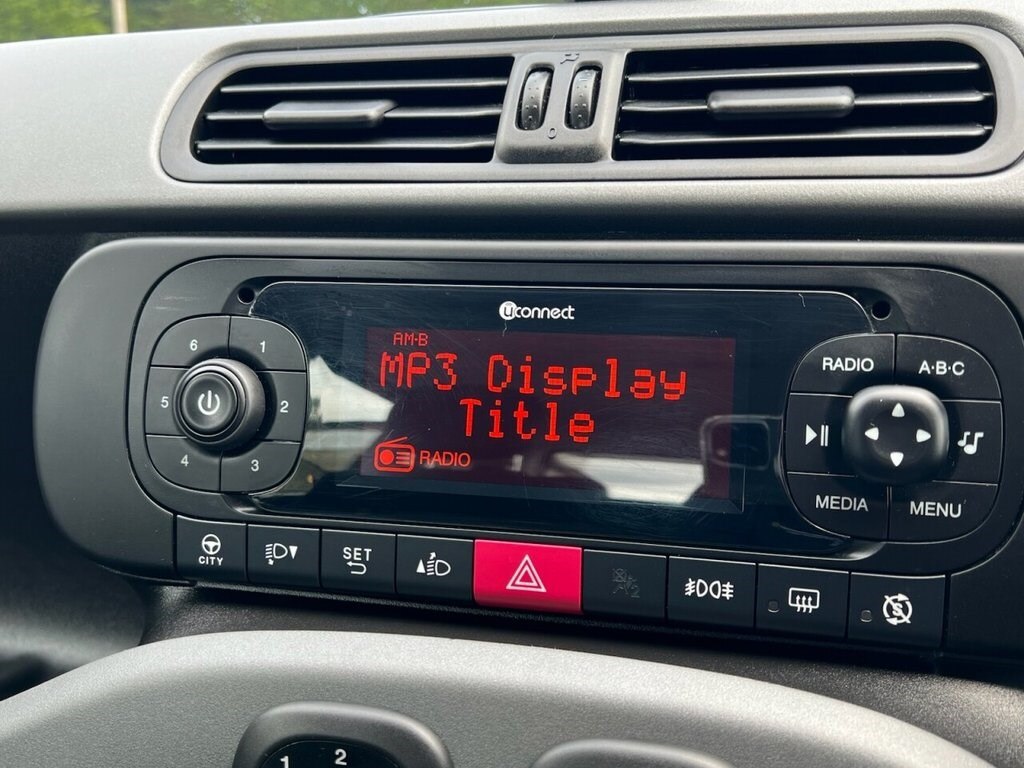 0
uconnect
AM-B
MP3 Display
Title
RADIO
6
1
5
2
4
3
RADIO
A·B·C
MEDIA
MENU
CITY
SET
1 2